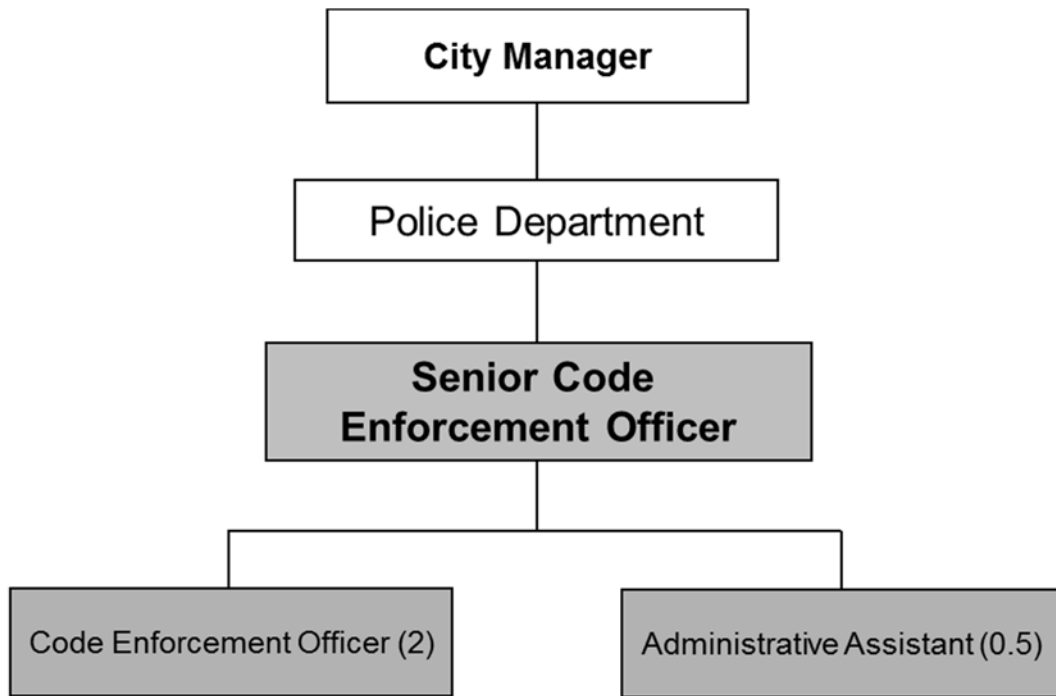 City Manager
Police Department
Senior Code
Enforcement Officer
Code Enforcement Officer (2)
Administrative Assistant (0.5)